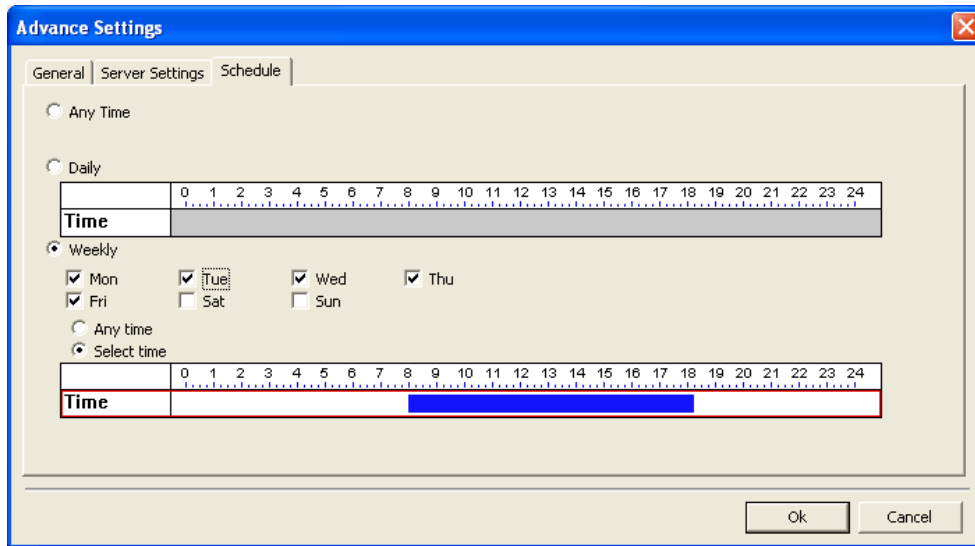 Advance Settings
General Server Settings Schedule
Any Time
Daily
0 1 2 3 4 5 6 7 8 9 10 11 12 13 14 15 16 17 18 19 20 21 22 23 24
Time
Weekly
Mon Tue Wed Thu
Fri Sat Sun
Any time
Select time
0 1 2 3 4 5 6 7 8 9 10 11 12 13 14 15 16 17 18 19 20 21 22 23 24
Time
Ok Cancel